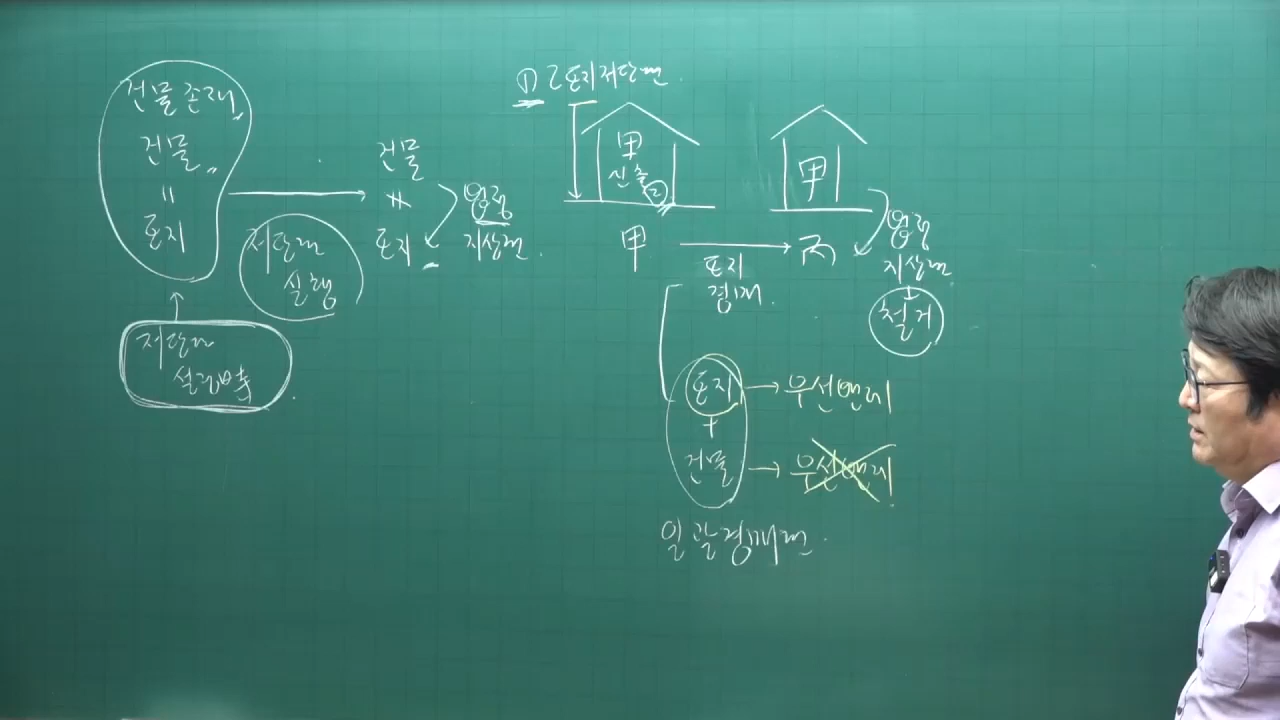 건물존재
건물
=
토지
저당권
설정당시
저당권
실행
건물
≠
토지
법정
지상권
① 乙토지저당권
甲
신축
②
甲
토지
경매
甲
丙
법정
지상권
철거
토지 → 우선변제
+
건물 → 우선변제
일괄경매권